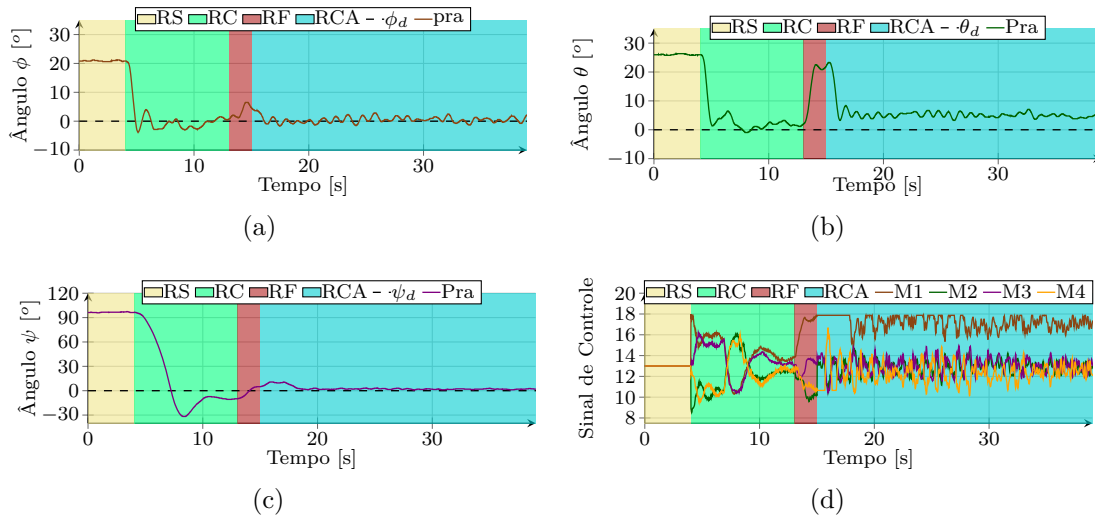 RS RC RF RCA ϕd pra
Ângulo ϕ [o]
30
20
10
0
−10
0 10 20 30
Tempo [s]
(a)
RS RC RF RCA θd Pra
Ângulo θ [o]
30
20
10
0
−10
0 10 20 30
Tempo [s]
(b)
RS RC RF RCA ψd Pra
Ângulo ψ [o]
120
90
60
30
0
−30
0 10 20 30
Tempo [s]
(c)
RS RC RF RCA M1 M2 M3 M4
Sinal de Controle
20
18
16
14
12
10
8
0 10 20 30
Tempo [s]
(d)